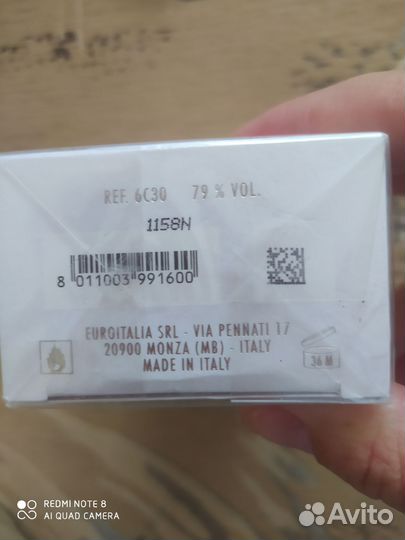 REF. 6C30 79 % VOL.
1158N
8 011003 991600
EUROITALIA SRL - VIA PENNATI 17
20900 MONZA (MB) - ITALY
MADE IN ITALY
36 M
REDMI NOTE 8
AI QUAD CAMERA
Avito